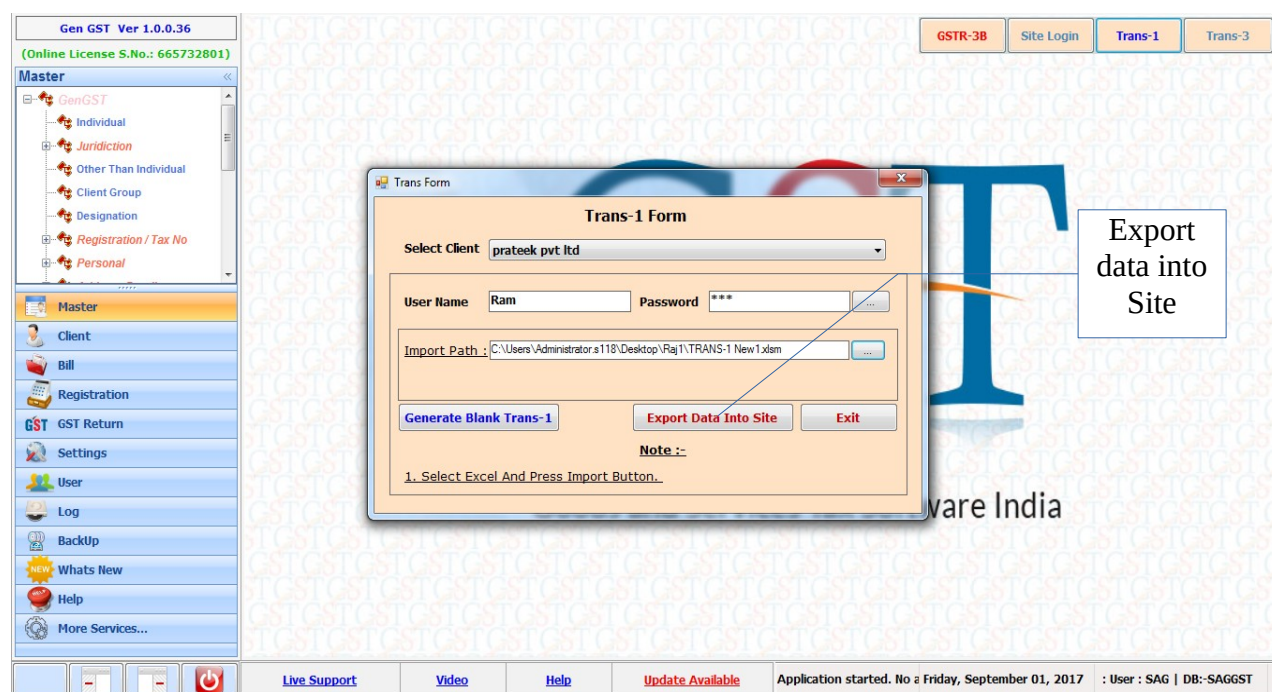 Gen GST Ver 1.0.0.36
(Online License S.No.: 665732801)
Master
GenGST
Individual
Juridiction
Other Than Individual
Client Group
Designation
Registration / Tax No
Personal
Master
Client
Bill
Registration
GST GST Return
Settings
User
Log
BackUp
NEW Whats New
Help
More Services...
GSTR-3B Site Login Trans-1 Trans-3
Trans Form
Trans-1 Form
Select Client prateek pvt ltd
User Name Ram Password *** ...
Import Path : C:\Users\Administrator.s118\Desktop\Raj1\TRANS-1 New1.xlsm ...
Generate Blank Trans-1 Export Data Into Site Exit
Note :-
1. Select Excel And Press Import Button.
Export
data into
Site
ware India
Live Support Video Help Update Available Application started. No a Friday, September 01, 2017 : User : SAG | DB:-SAGGST